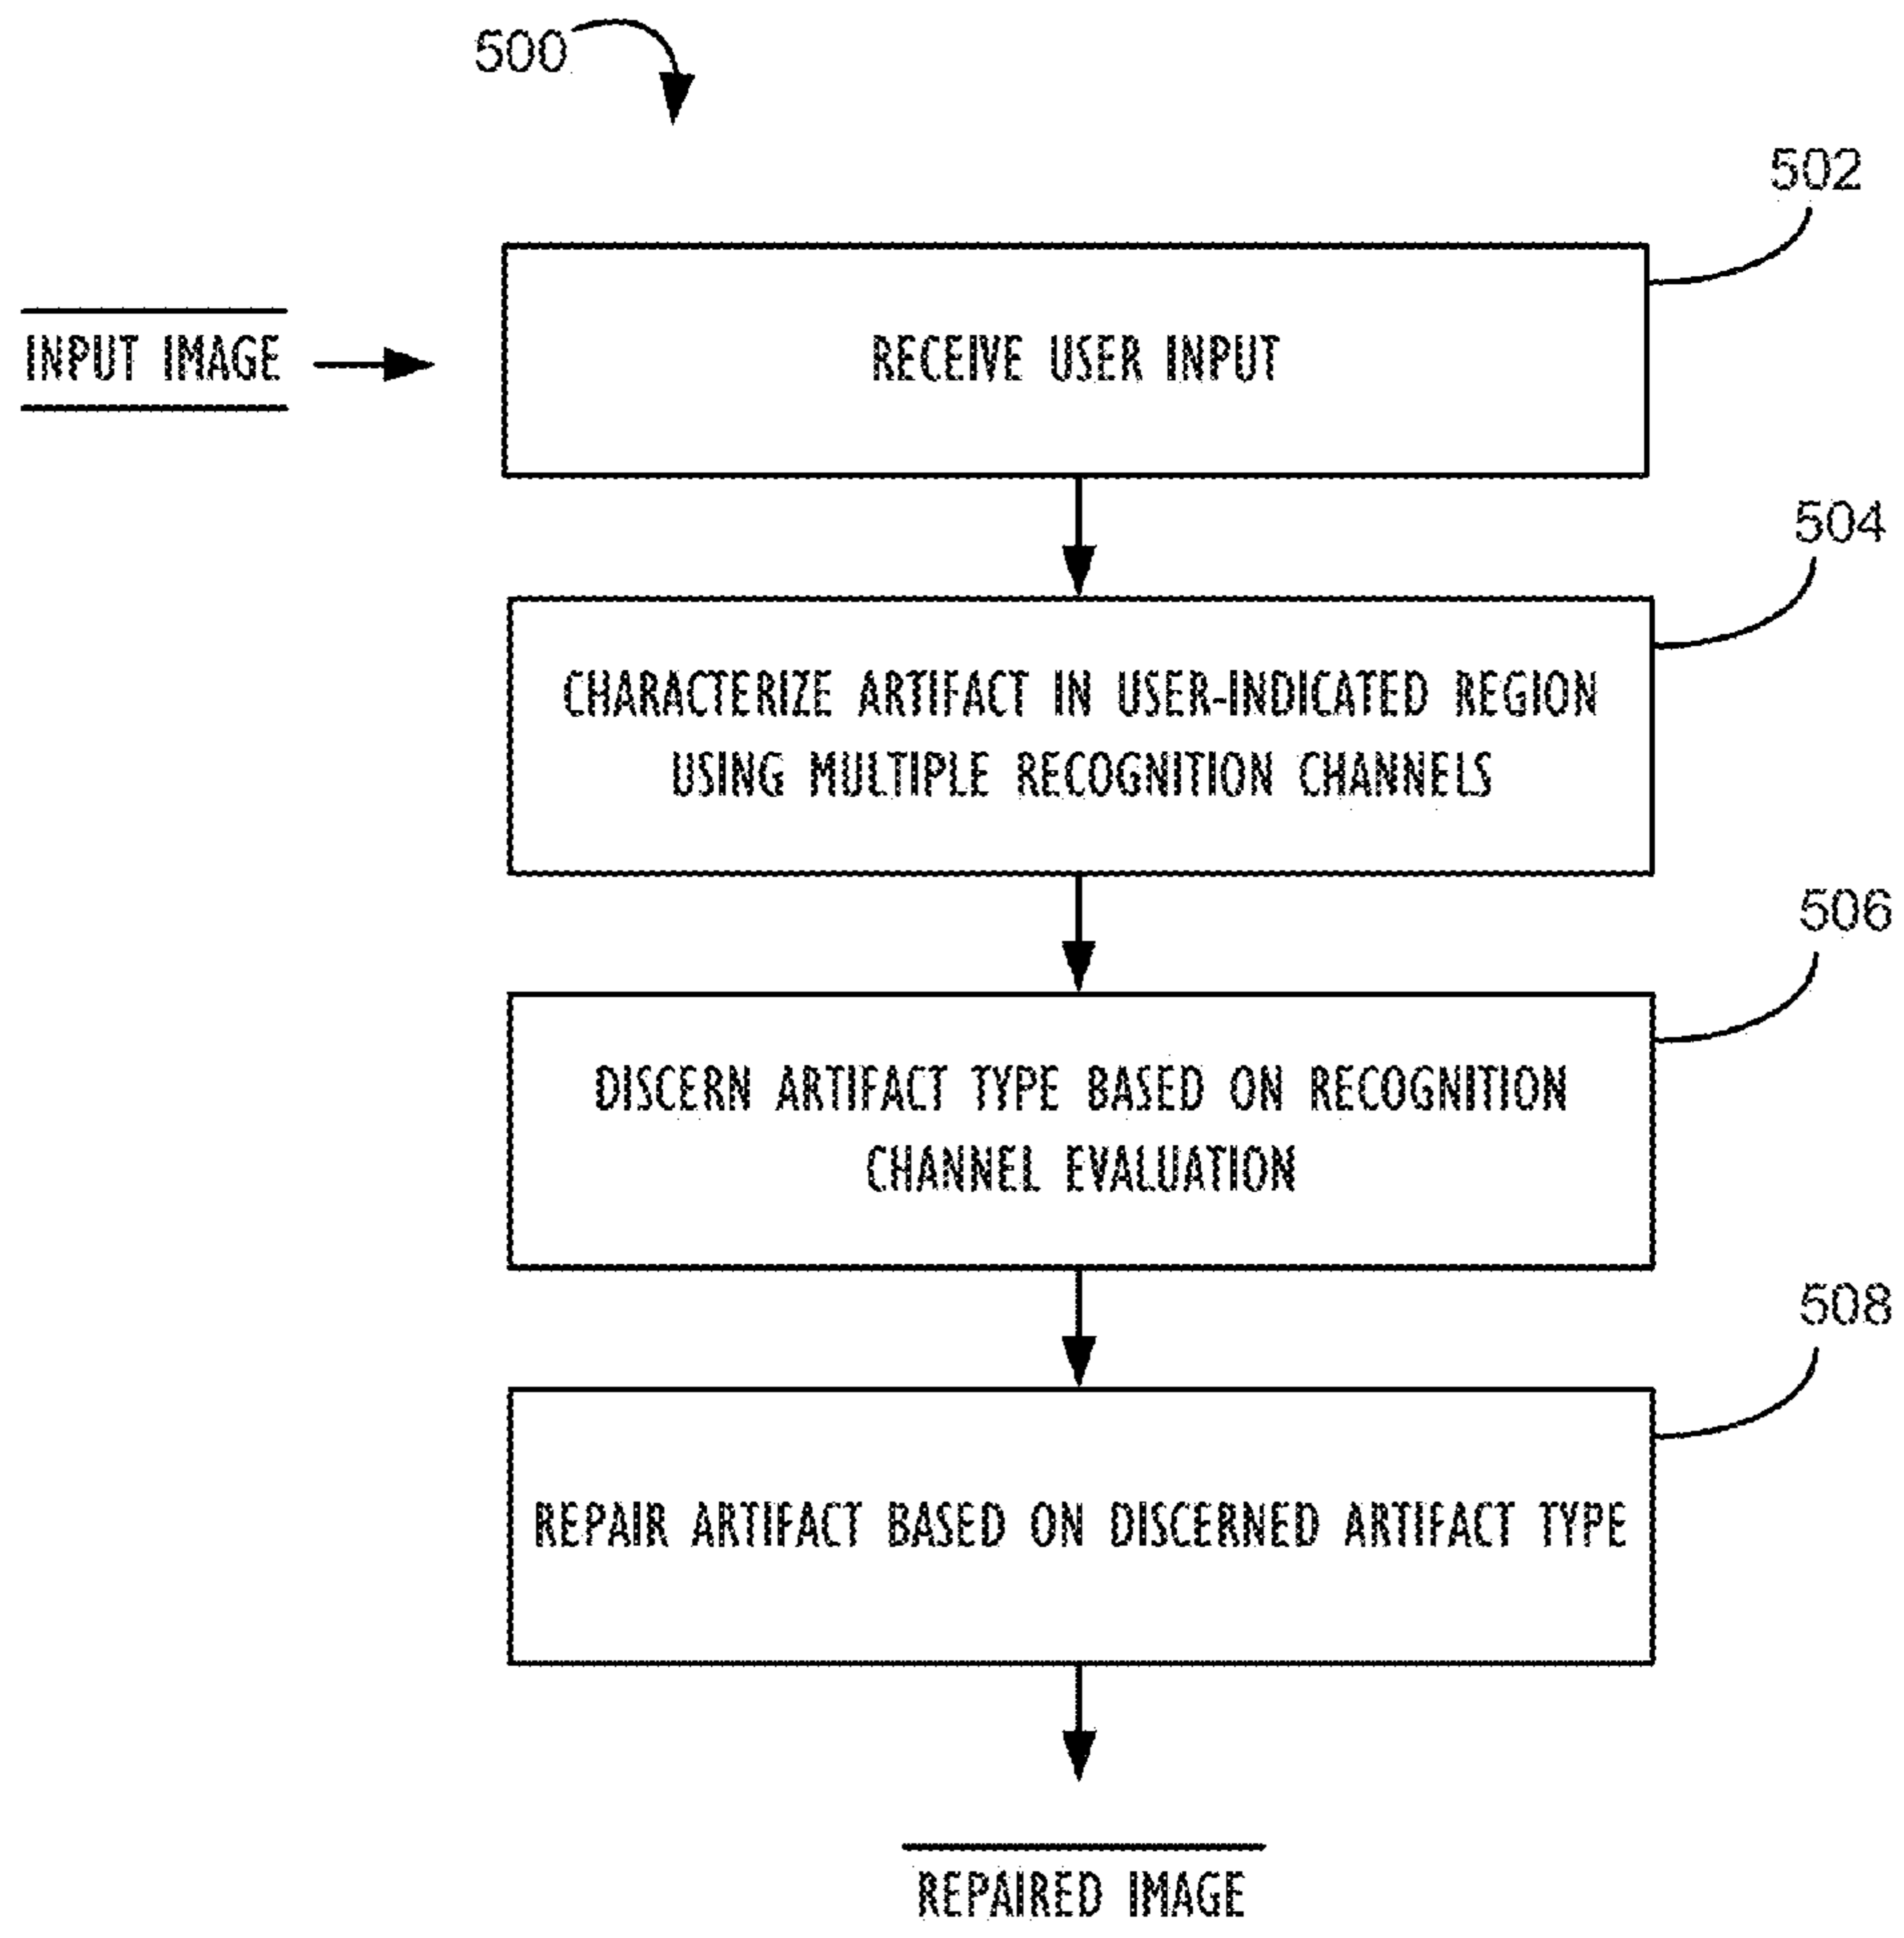 500
502
INPUT IMAGE
RECEIVE USER INPUT
504
CHARACTERIZE ARTIFACT IN USER-INDICATED REGION
USING MULTIPLE RECOGNITION CHANNELS
506
DISCERN ARTIFACT TYPE BASED ON RECOGNITION
CHANNEL EVALUATION
508
REPAIR ARTIFACT BASED ON DISCERNED ARTIFACT TYPE
REPAIRED IMAGE